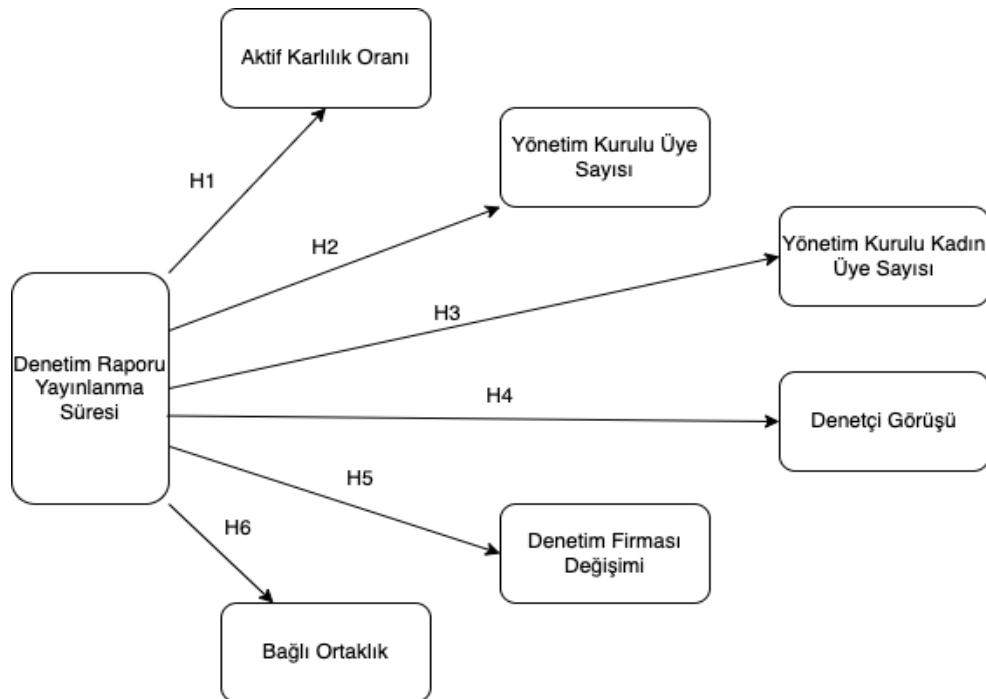 Aktif Karlılık Oranı
Yönetim Kurulu Üye
Sayısı
H1
H2
Yönetim Kurulu Kadın
Üye Sayısı
H3
Denetim Raporu
Yayınlanma
Süresi
H4
Denetçi Görüşü
H5
H6
Denetim Firması
Değişimi
Bağlı Ortaklık